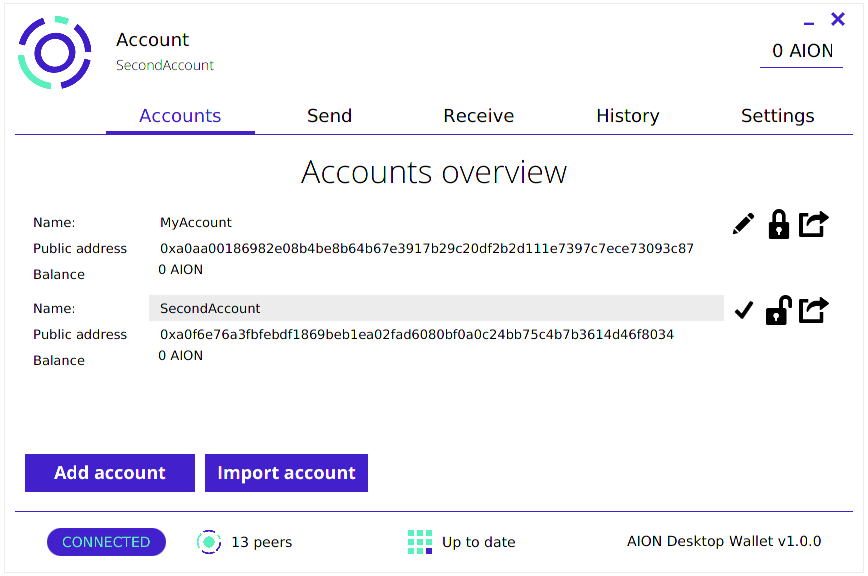 Account
SecondAccount
0 AION
Accounts Send Receive History Settings
Accounts overview
Name: MyAccount
Public address 0xa0aa00186982e08b4be8b64b67e3917b29c20df2b2d111e7397c7ece73093c87
Balance 0 AION
Name: SecondAccount
Public address 0xa0f6e76a3fbfebdf1869beb1ea02fad6080bf0a0c24bb75c4b7b3614d46f8034
Balance 0 AION
Add account Import account
CONNECTED 13 peers Up to date AION Desktop Wallet v1.0.0